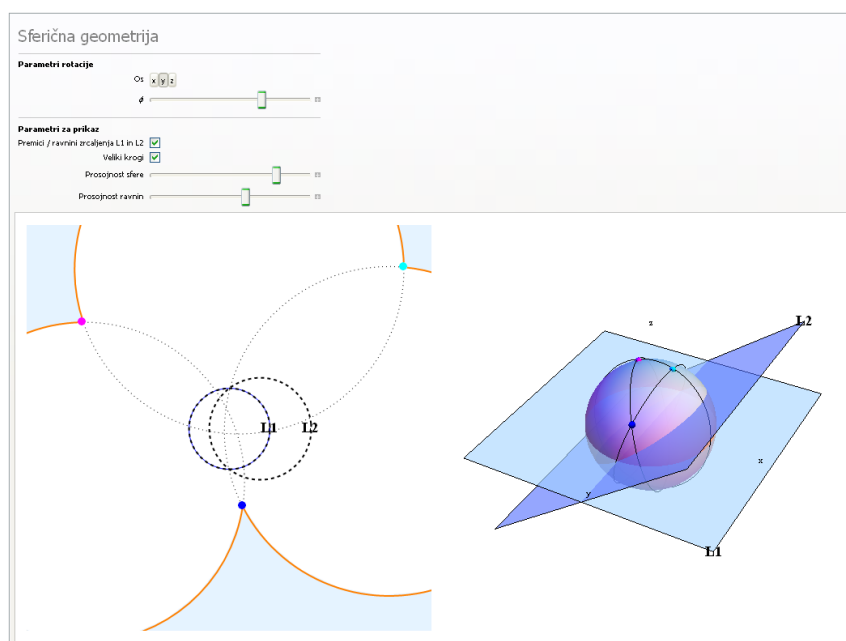 Sferična geometrija
Parametri rotacije
Os x y z
ϕ
Parametri za prikaz
Premici / ravnini zrcaljenja L1 in L2
Veliki krogi
Prosojnost sfere
Prosojnost ravnin
L1 L2
z
L2
x
y
L1